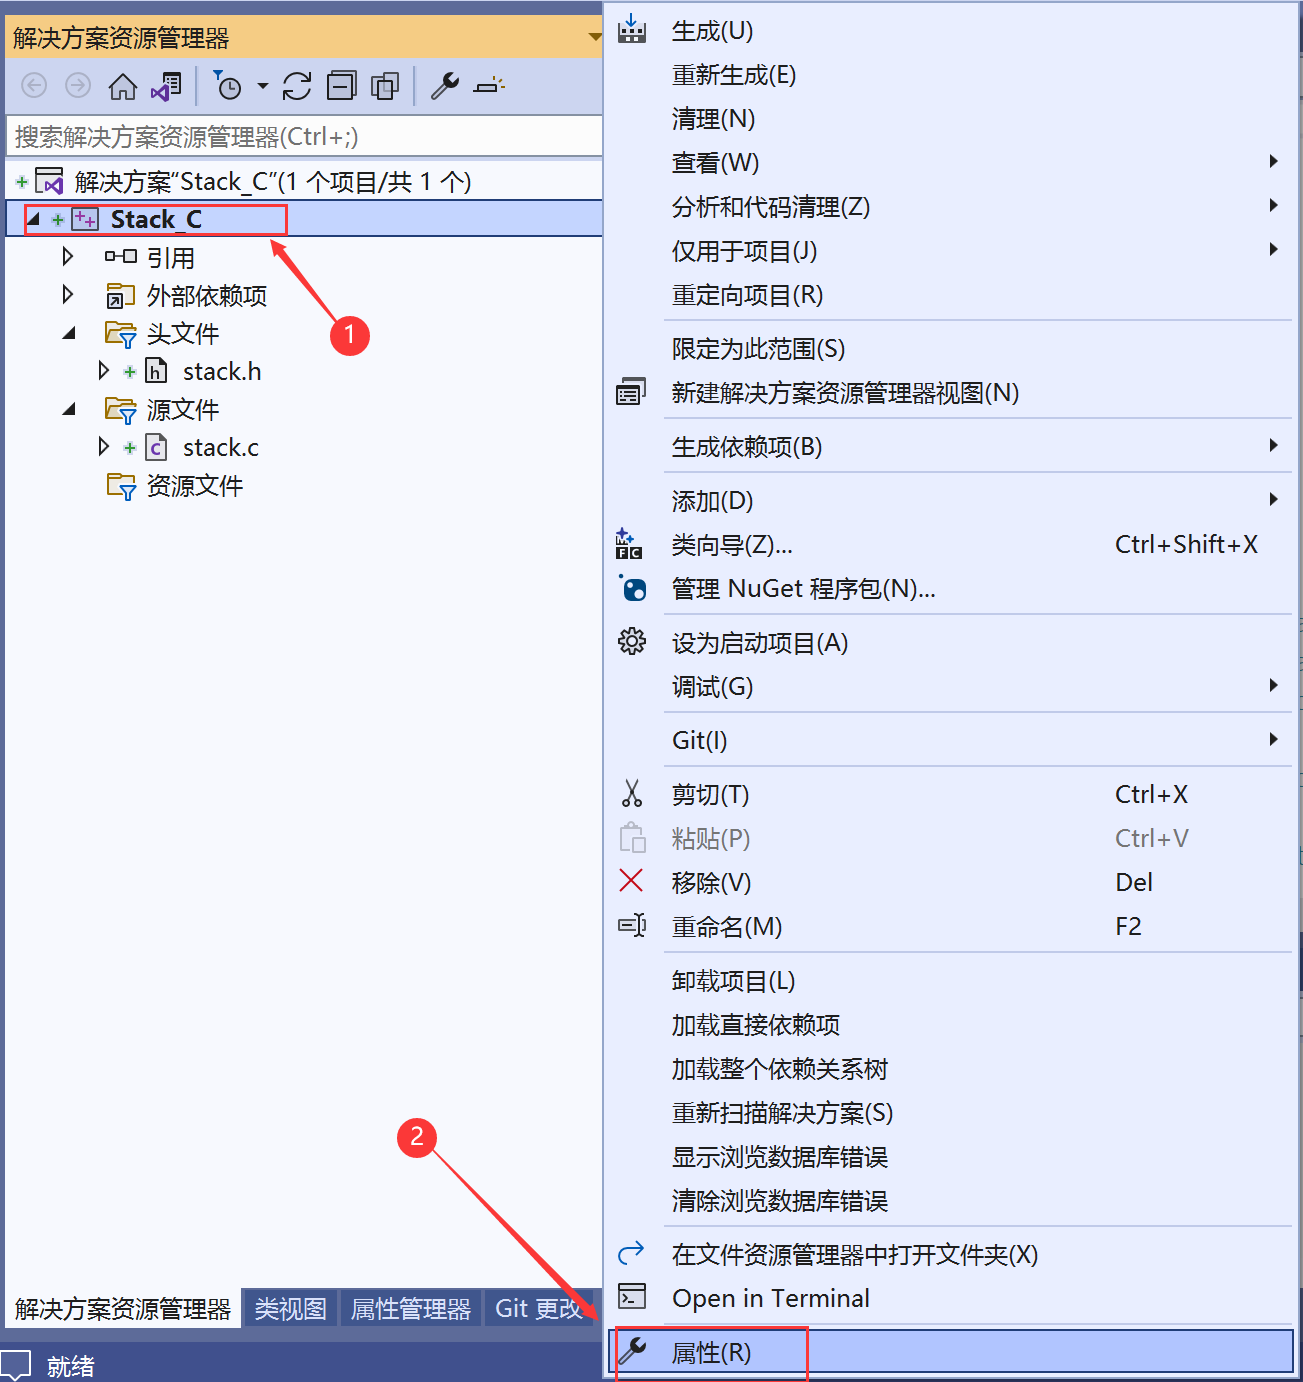 解决方案资源管理器
搜索解决方案资源管理器(Ctrl+;)
解决方案“Stack_C”(1 个项目/共 1 个)
Stack_C
引用
外部依赖项
1
头文件
stack.h
源文件
stack.c
资源文件
2
解决方案资源管理器
类视图
属性管理器
Git 更改
就绪
生成(U)
重新生成(E)
清理(N)
查看(W)
分析和代码清理(Z)
仅用于项目(J)
重定向项目(R)
限定为此范围(S)
新建解决方案资源管理器视图(N)
生成依赖项(B)
添加(D)
类向导(Z)... Ctrl+Shift+X
管理 NuGet 程序包(N)...
设为启动项目(A)
调试(G)
Git(I)
剪切(T) Ctrl+X
粘贴(P) Ctrl+V
移除(V) Del
重命名(M) F2
卸载项目(L)
加载直接依赖项
加载整个依赖关系树
重新扫描解决方案(S)
显示浏览数据库错误
清除浏览数据库错误
在文件资源管理器中打开文件夹(X)
Open in Terminal
属性(R)